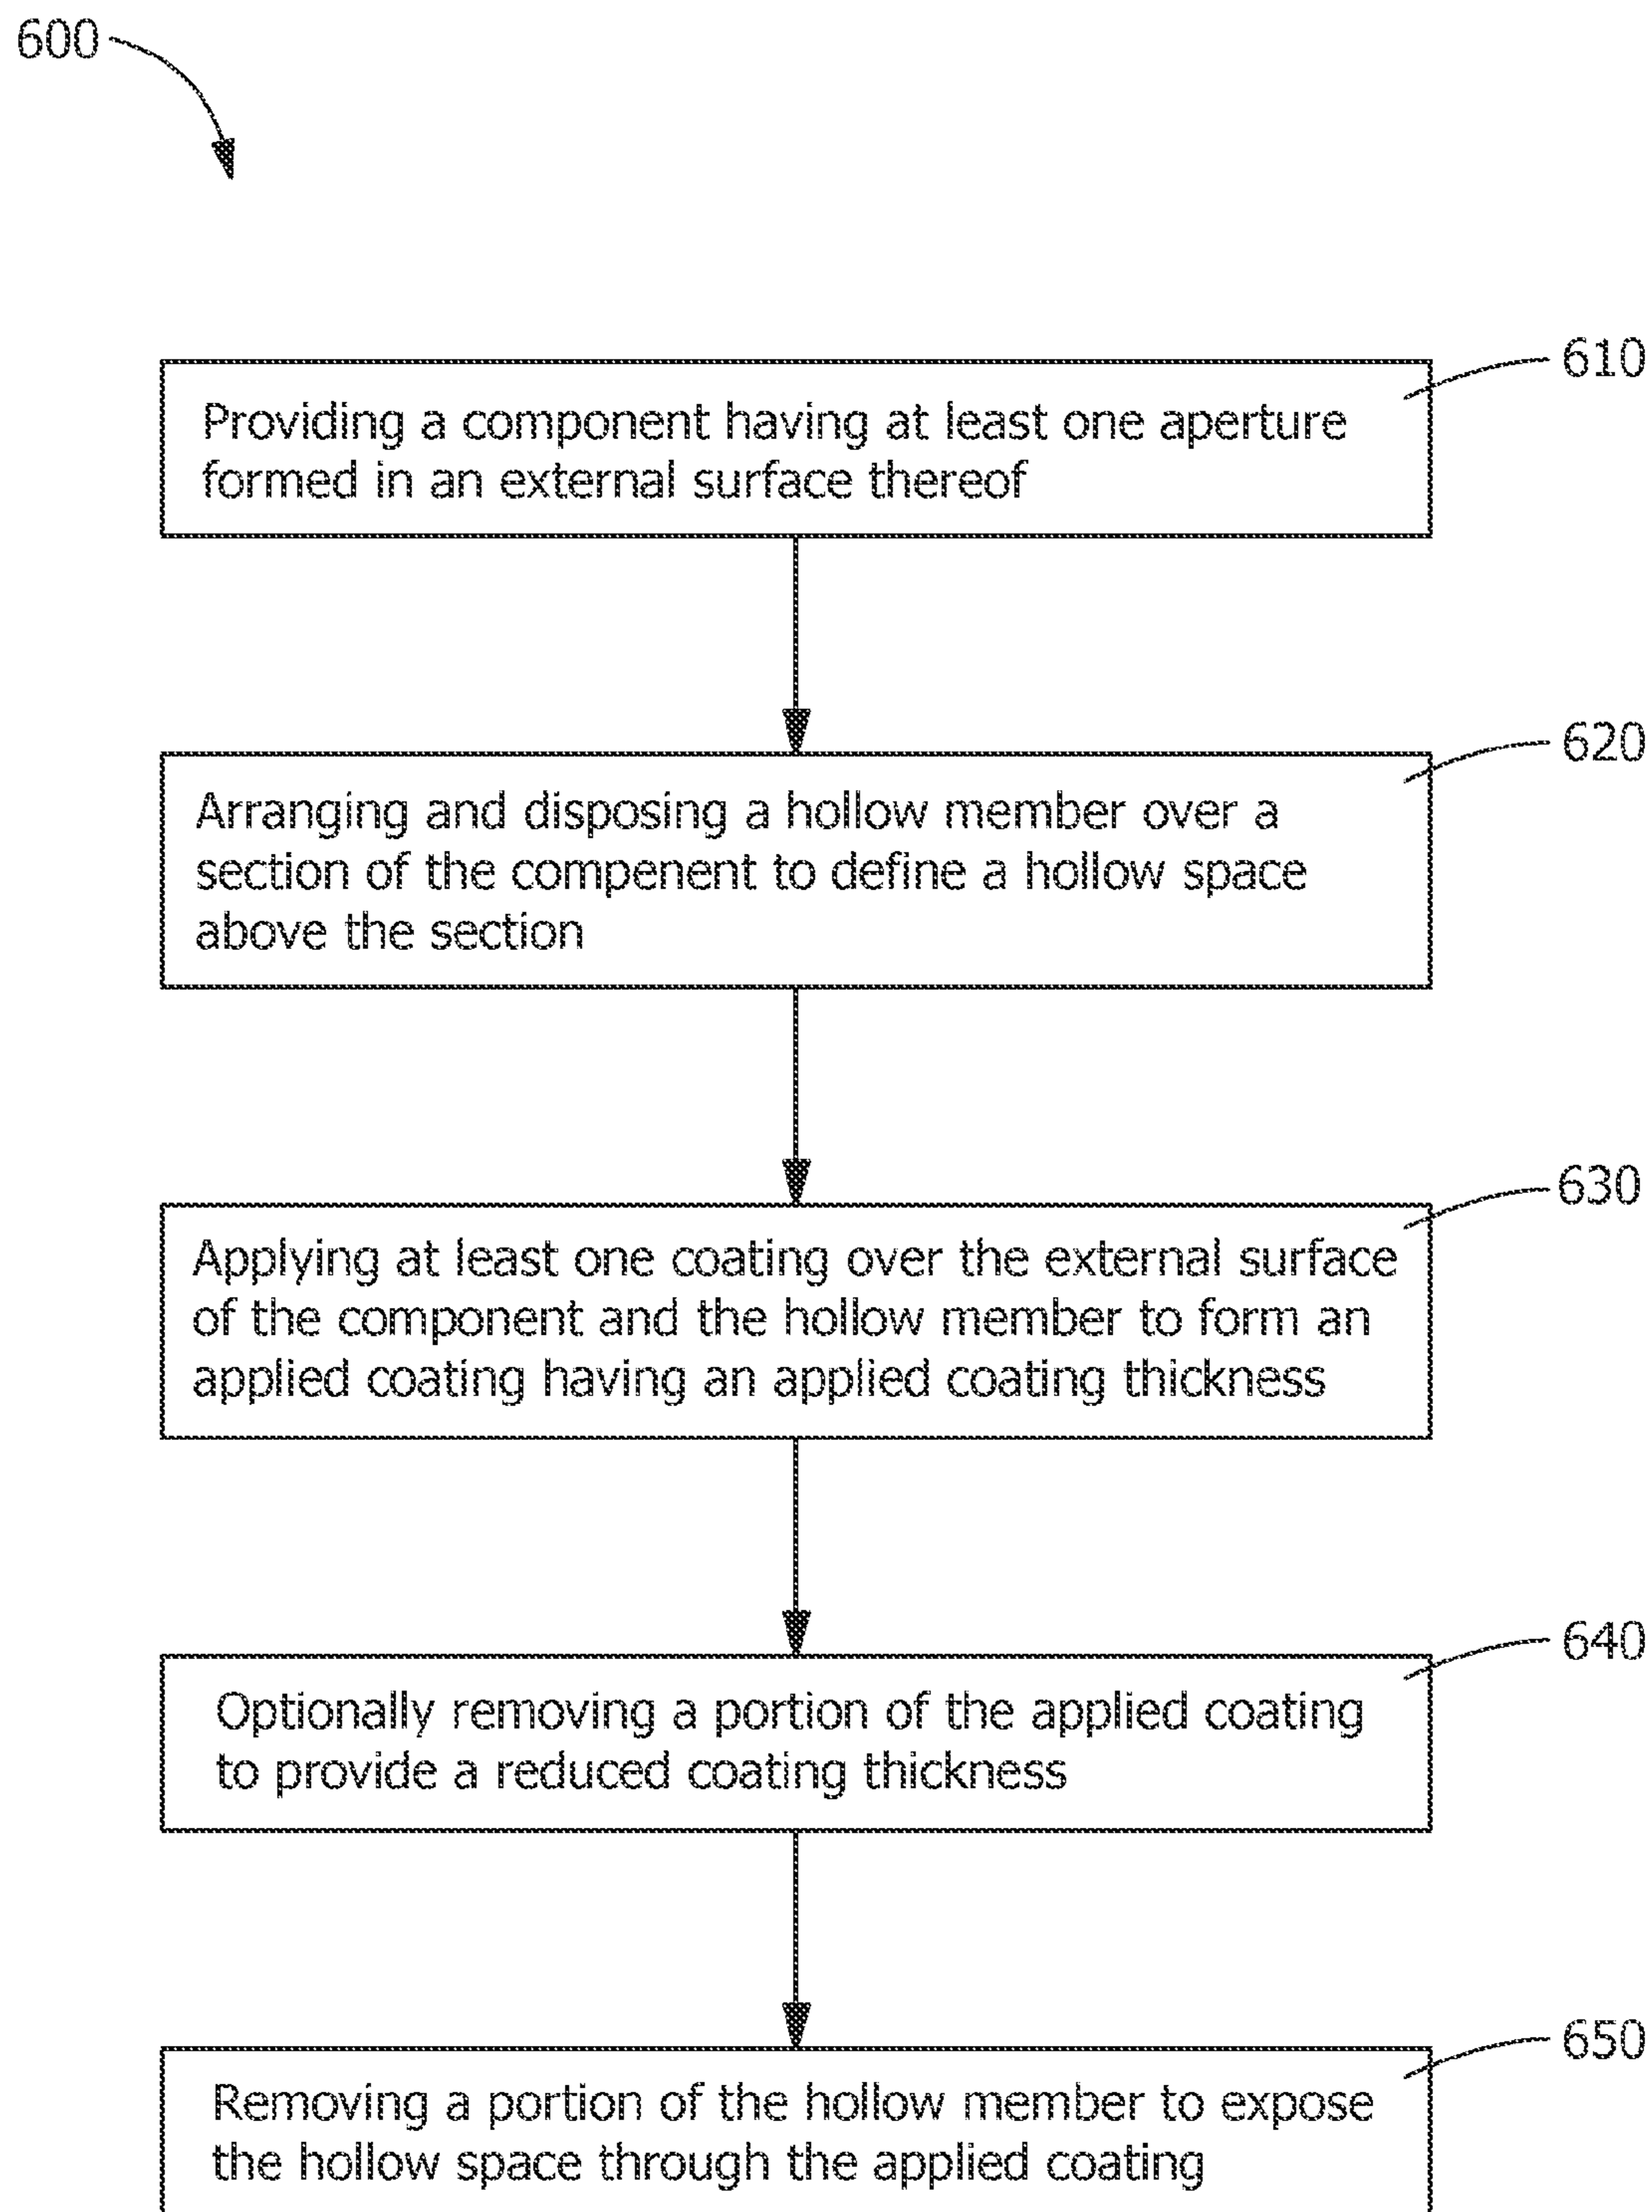 600
610
Providing a component having at least one aperture
formed in an external surface thereof
620
Arranging and disposing a hollow member over a
section of the compenent to define a hollow space
above the section
630
Applying at least one coating over the external surface
of the component and the hollow member to form an
applied coating having an applied coating thickness
640
Optionally removing a portion of the applied coating
to provide a reduced coating thickness
650
Removing a portion of the hollow member to expose
the hollow space through the applied coating